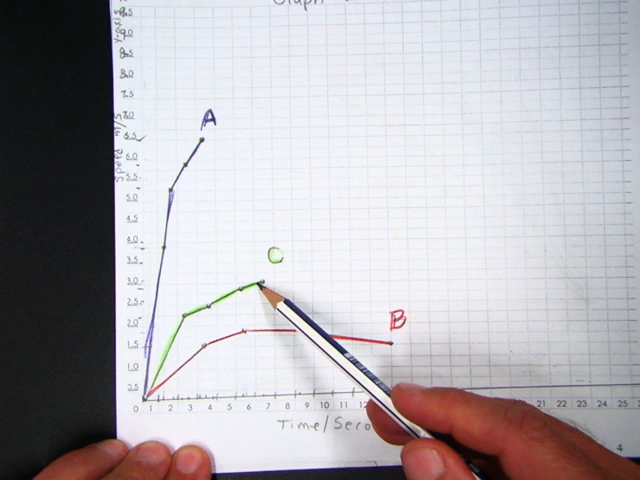 Graph
y-axis
9.5
9.0
8.5
8.0
7.5
7.0
6.5
6.0
5.5
5.0
4.5
4.0
3.5
3.0
2.5
2.0
1.5
1.0
Speed m/s
A
C
B
0 1 2 3 4 5 6 7 8 9 10 11 12 21 22 23 24 25
Time/Seco
4